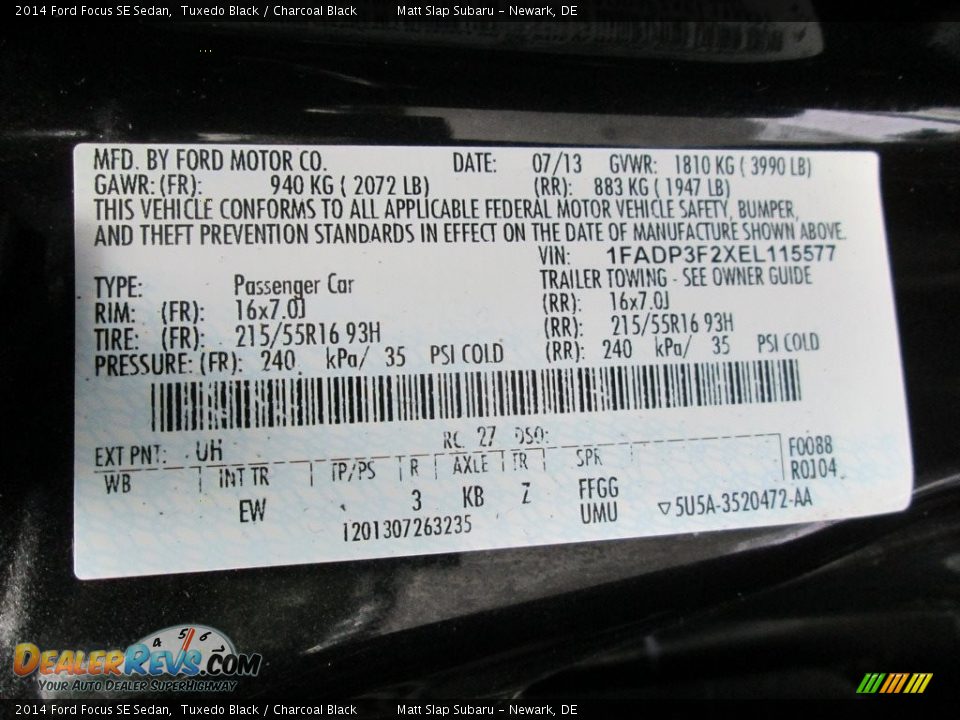 2014 Ford Focus SE Sedan, Tuxedo Black / Charcoal Black Matt Slap Subaru - Newark, DE
MFD. BY FORD MOTOR CO. DATE: 07/13 GVWR: 1810 KG ( 3990 LB)
GAWR: (FR): 940 KG ( 2072 LB) (RR): 883 KG ( 1947 LB)
THIS VEHICLE CONFORMS TO ALL APPLICABLE FEDERAL MOTOR VEHICLE SAFETY, BUMPER,
AND THEFT PREVENTION STANDARDS IN EFFECT ON THE DATE OF MANUFACTURE SHOWN ABOVE.
VIN: 1FADP3F2XEL115577
TYPE: Passenger Car TRAILER TOWING - SEE OWNER GUIDE
RIM: (FR): 16x7.0J (RR): 16x7.0J
TIRE: (FR): 215/55R16 93H (RR): 215/55R16 93H
PRESSURE: (FR): 240 kPa/ 35 PSI COLD (RR): 240 kPa/ 35 PSI COLD
EXT PNT: UH RC: 27 DSO: F0088
WB INT TR TP/PS R AXLE TR SPR R0104
EW 3 KB Z FFGG
1201307263235 UMU ▽5U5A-3520472-AA
4 5 6
DEALERREVS.COM
YOUR AUTO DEALER SUPERHIGHWAY
2014 Ford Focus SE Sedan, Tuxedo Black / Charcoal Black Matt Slap Subaru - Newark, DE